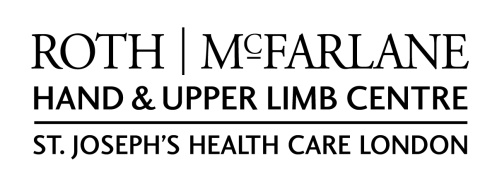 ROTH | McFARLANE
HAND & UPPER LIMB CENTRE
ST. JOSEPH'S HEALTH CARE LONDON